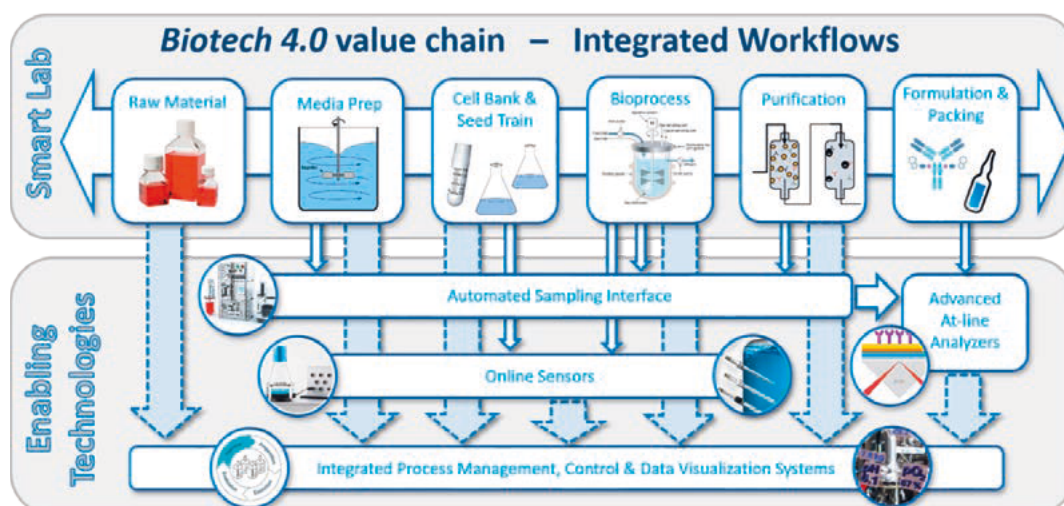 Biotech 4.0 value chain – Integrated Workflows
Smart Lab
Raw Material
Media Prep
Cell Bank &
Seed Train
Bioprocess
Purification
Formulation &
Packing
Enabling
Technologies
Automated Sampling Interface
Advanced
At-line
Analyzers
Online Sensors
Integrated Process Management, Control & Data Visualization Systems
pH
pO2